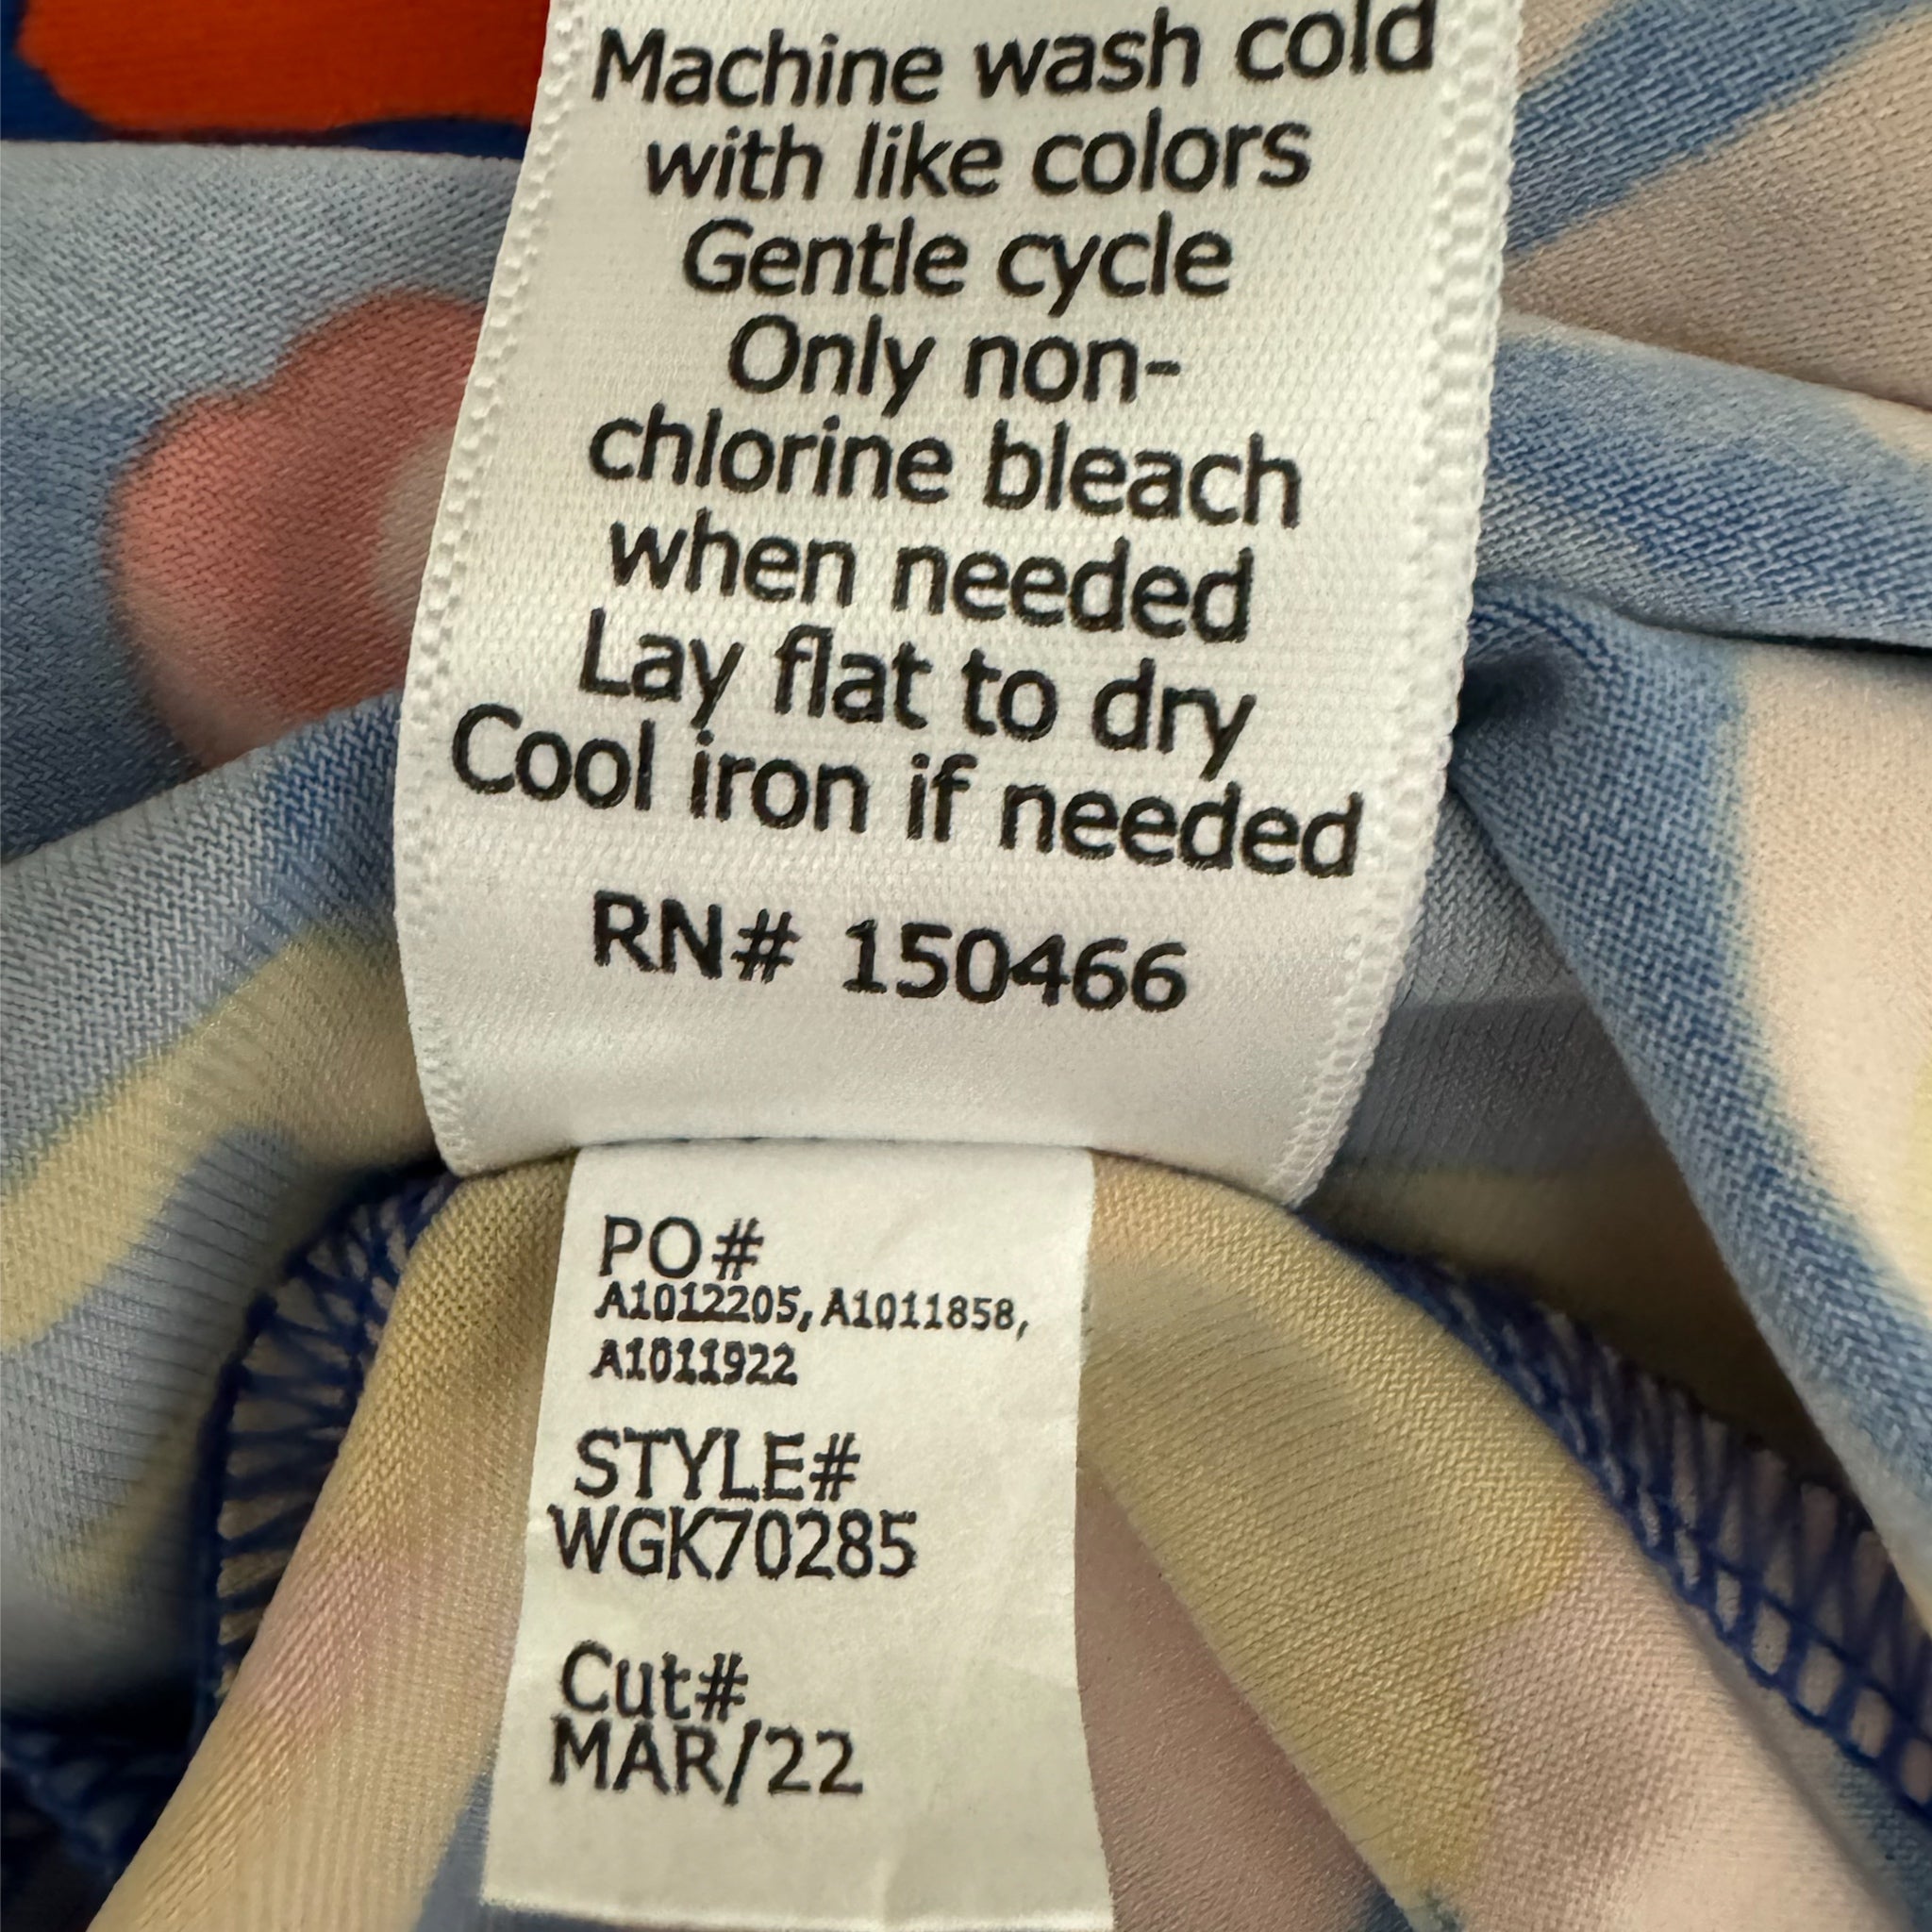 Machine wash cold
with like colors
Gentle cycle
Only non-
chlorine bleach
when needed
Lay flat to dry
Cool iron if needed
RN# 150466
PO#
A1012205, A1011858,
A1011922
STYLE#
WGK70285
Cut#
MAR/22